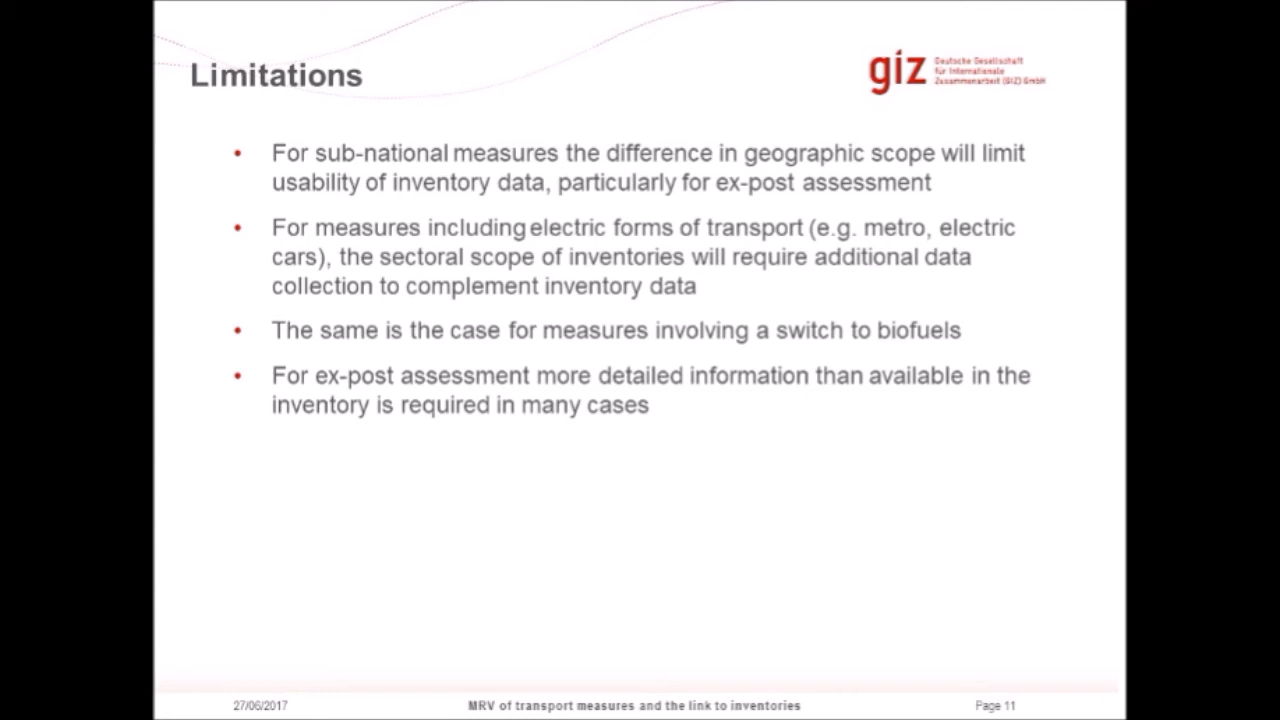 Limitations
giz
Deutsche Gesellschaft
für Internationale
Zusammenarbeit (GIZ) GmbH
• For sub-national measures the difference in geographic scope will limit
usability of inventory data, particularly for ex-post assessment
• For measures including electric forms of transport (e.g. metro, electric
cars), the sectoral scope of inventories will require additional data
collection to complement inventory data
• The same is the case for measures involving a switch to biofuels
• For ex-post assessment more detailed information than available in the
inventory is required in many cases
27/06/2017
MRV of transport measures and the link to inventories
Page 11